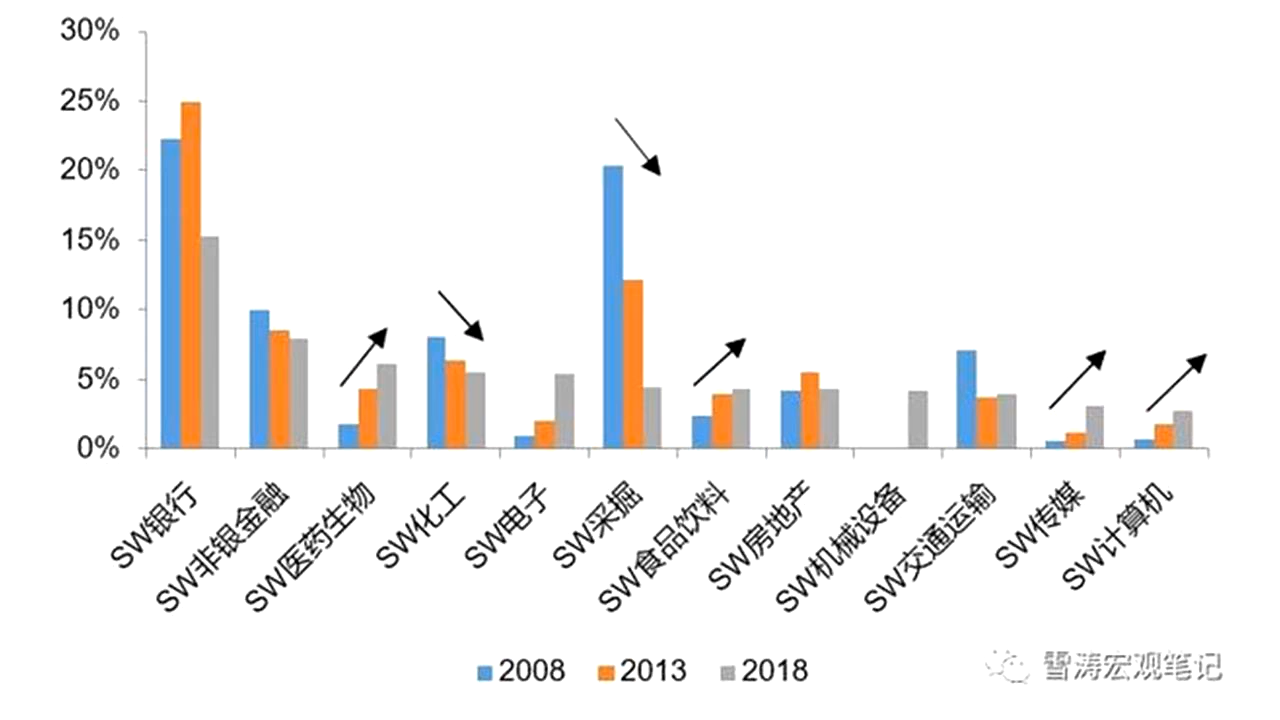 30%
25%
20%
15%
10%
5%
0%
SW银行
SW非银金融
SW医药生物
SW化工
SW电子
SW采掘
SW食品饮料
SW房地产
SW机械设备
SW交通运输
SW传媒
SW计算机
2008 2013 2018
雪涛宏观笔记